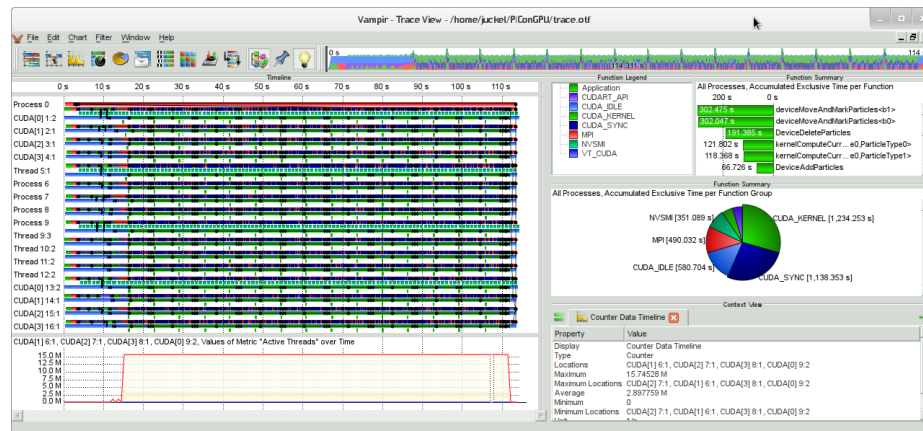 Vampir - Trace View - /home/juckel/PIConGPU/trace.otf
File Edit Chart Filter Window Help
0 s
114
114.311 s
Timeline
0 s 10 s 20 s 30 s 40 s 50 s 60 s 70 s 80 s 90 s 100 s 110 s
Process 0
CUDA[0] 1:2
CUDA[1] 2:1
CUDA[2] 3:1
CUDA[3] 4:1
Thread 5:1
Process 6
Process 7
Process 8
Process 9
Thread 9:3
Thread 10:2
Thread 11:2
Thread 12:2
CUDA[0] 13:2
CUDA[1] 14:1
CUDA[2] 15:1
CUDA[3] 16:1
CUDA[1] 6:1, CUDA[2] 7:1, CUDA[3] 8:1, CUDA[0] 9:2, Values of Metric "Active Threads" over Time
15.0 M
12.5 M
10.0 M
7.5 M
5.0 M
2.5 M
0.0 M
Function Legend
Application
CUDART_API
CUDA_IDLE
CUDA_KERNEL
CUDA_SYNC
MPI
NVSMI
VT_CUDA
Function Summary
All Processes, Accumulated Exclusive Time per Function
200 s 0 s
302.475 s deviceMoveAndMarkParticles<b1>
302.047 s deviceMoveAndMarkParticles<b0>
191.385 s DeviceDeleteParticles
121.802 s kernelComputeCurr... e0,ParticleType0>
118.368 s kernelComputeCurr... e0,ParticleType1>
66.726 s DeviceAddParticles
Function Summary
All Processes, Accumulated Exclusive Time per Function Group
NVSMI [351.089 s]
CUDA_KERNEL [1,234.253 s]
MPI [490.032 s]
CUDA_IDLE [580.704 s]
CUDA_SYNC [1,138.353 s]
Context View
Counter Data Timeline
Property Value
Display Counter Data Timeline
Type Counter
Locations CUDA[1] 6:1, CUDA[2] 7:1, CUDA[3] 8:1, CUDA[0] 9:2
Maximum 15.74528 M
Maximum Locations CUDA[2] 7:1, CUDA[1] 6:1, CUDA[3] 8:1, CUDA[0] 9:2
Average 2.897759 M
Minimum 0
Minimum Locations CUDA[2] 7:1, CUDA[1] 6:1, CUDA[3] 8:1, CUDA[0] 9:2